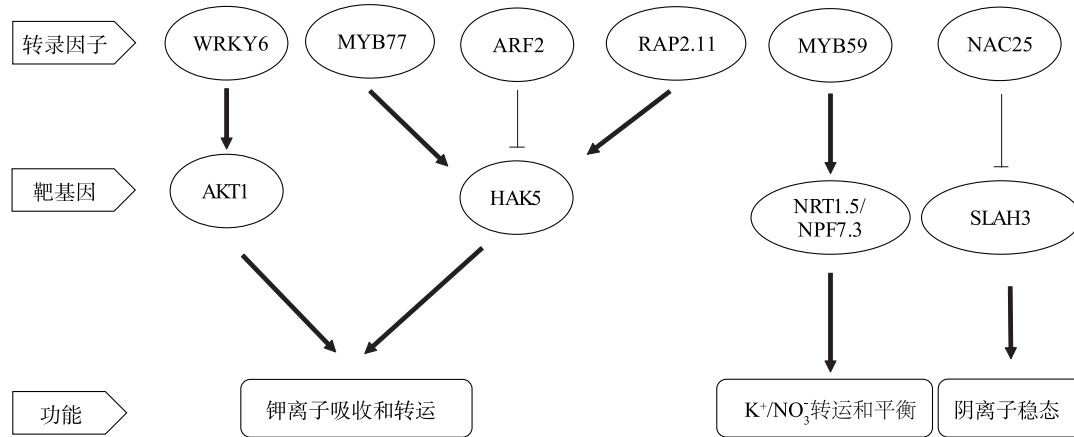 转录因子
WRKY6
MYB77
ARF2
RAP2.11
MYB59
NAC25
靶基因
AKT1
HAK5
NRT1.5/
NPF7.3
SLAH3
功能
钾离子吸收和转运
K⁺/NO₃⁻转运和平衡
阴离子稳态